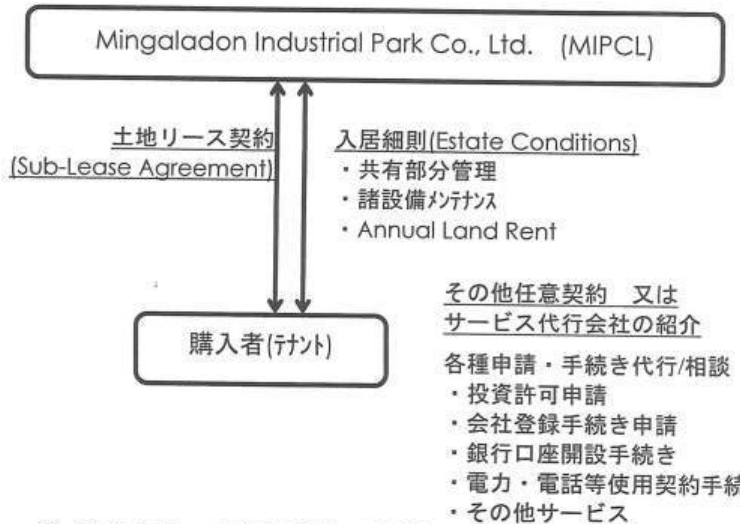 Mingaladon Industrial Park Co., Ltd. (MIPCL)
土地リース契約
(Sub-Lease Agreement)
入居細則(Estate Conditions)
・共有部分管理
・諸設備ﾒﾝﾃﾅﾝｽ
・Annual Land Rent
購入者(ﾃﾅﾝﾄ)
その他任意契約　又は
サービス代行会社の紹介
各種申請・手続き代行/相談
・投資許可申請
・会社登録手続き申請
・銀行口座開設手続き
・電力・電話等使用契約手続
・その他サービス